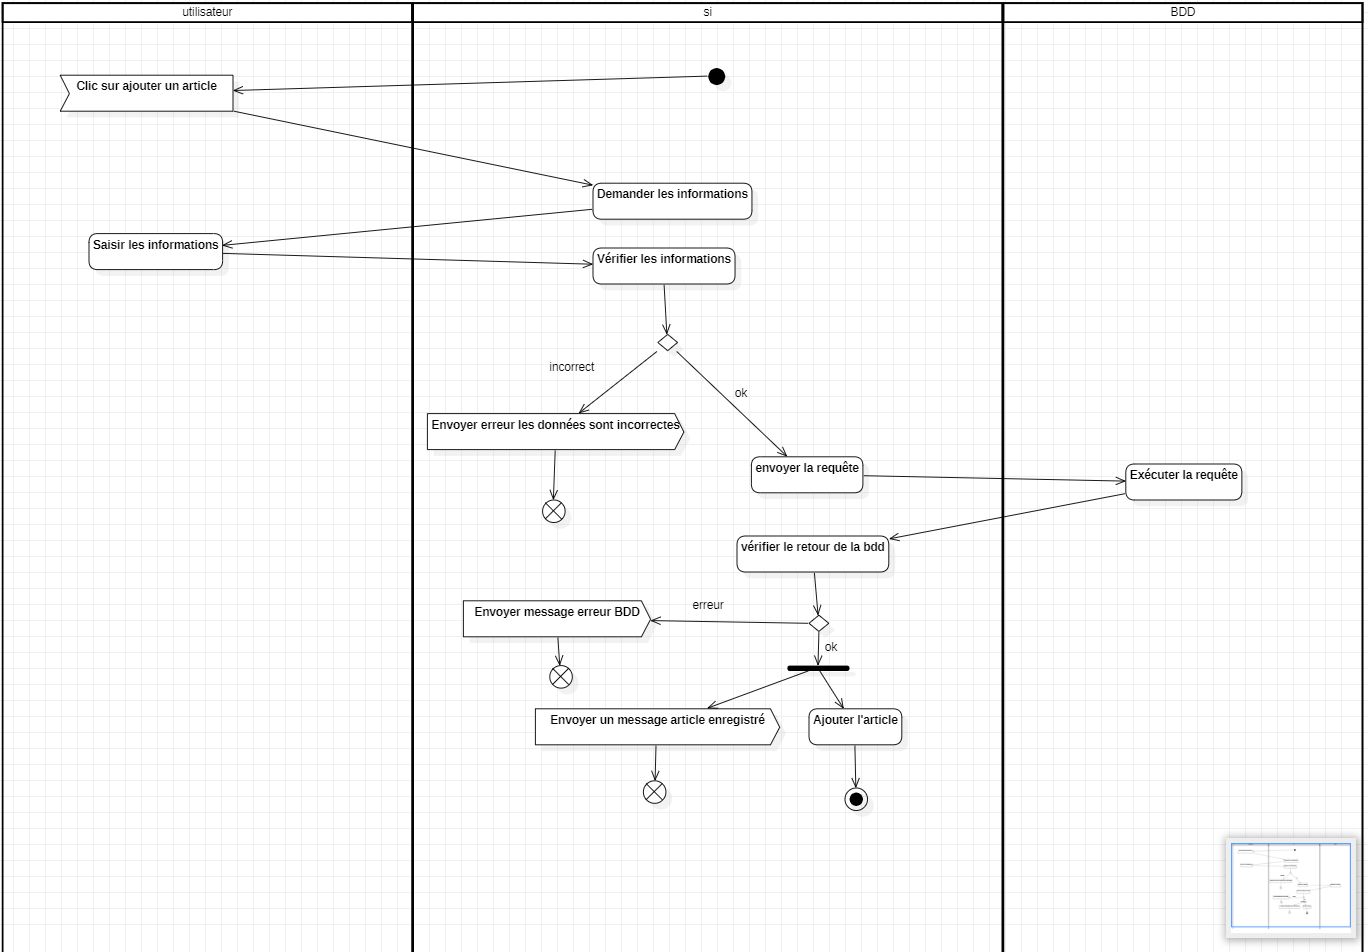 utilisateur
si
BDD
Clic sur ajouter un article
Demander les informations
Saisir les informations
Vérifier les informations
incorrect
ok
Envoyer erreur les données sont incorrectes
envoyer la requête
Exécuter la requête
vérifier le retour de la bdd
erreur
Envoyer message erreur BDD
ok
Envoyer un message article enregistré
Ajouter l'article